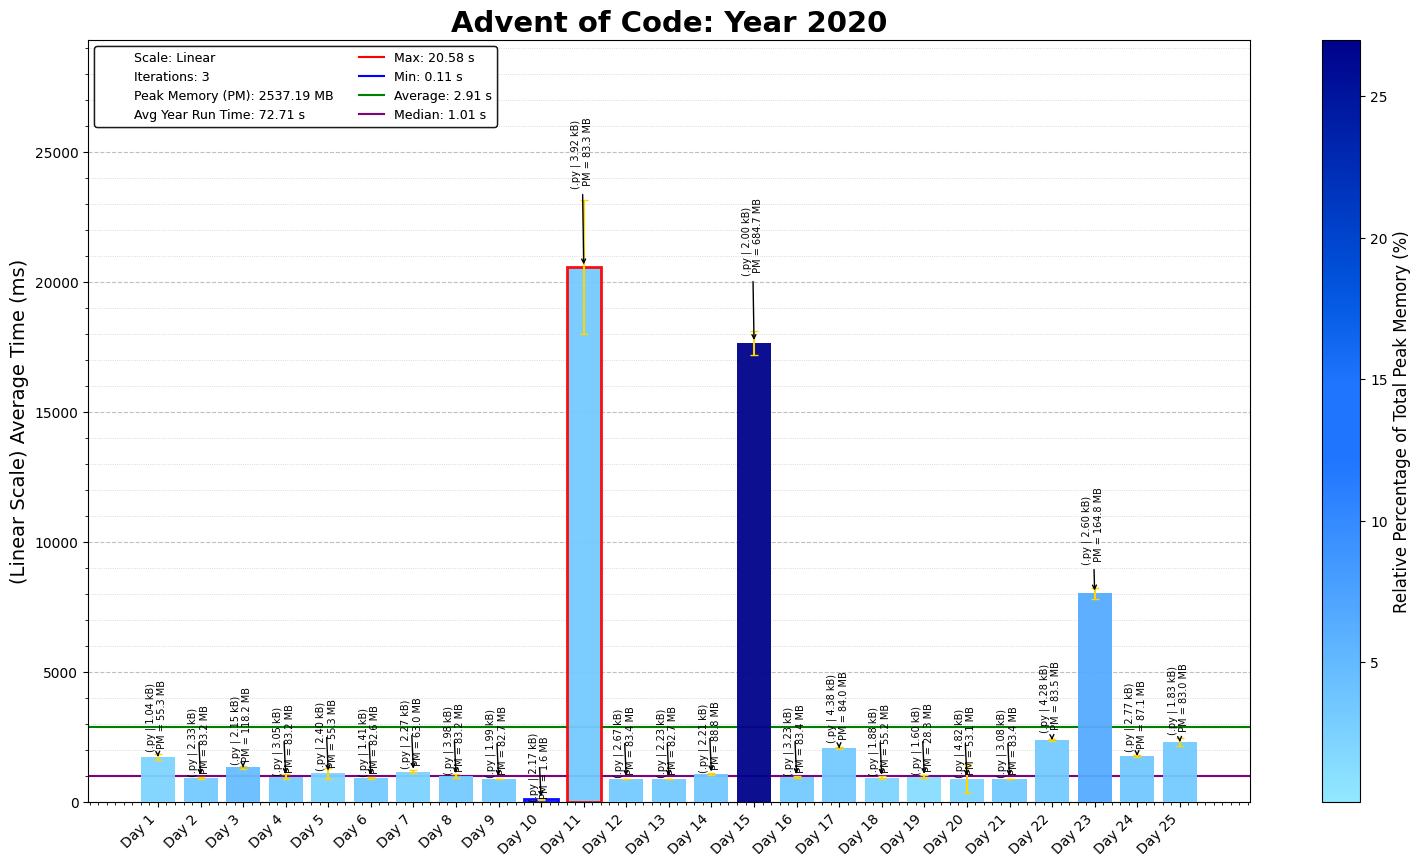 Advent of Code: Year 2020
Scale: Linear
Iterations: 3
Peak Memory (PM): 2537.19 MB
Avg Year Run Time: 72.71 s
Max: 20.58 s
Min: 0.11 s
Average: 2.91 s
Median: 1.01 s
(Linear Scale) Average Time (ms)
25000
20000
15000
10000
5000
0
(.py | 1.04 kB)
PM = 55.3 MB
(.py | 2.33 kB)
PM = 83.2 MB
(.py | 2.15 kB)
PM = 118.2 MB
(.py | 3.05 kB)
PM = 83.2 MB
(.py | 2.40 kB)
PM = 55.3 MB
(.py | 1.41 kB)
PM = 82.6 MB
(.py | 2.27 kB)
PM = 63.0 MB
(.py | 3.98 kB)
PM = 83.2 MB
(.py | 1.99 kB)
PM = 82.7 MB
(.py | 2.17 kB)
PM = 1.6 MB
(.py | 3.92 kB)
PM = 83.3 MB
(.py | 2.67 kB)
PM = 83.4 MB
(.py | 2.23 kB)
PM = 82.7 MB
(.py | 2.21 kB)
PM = 88.8 MB
(.py | 2.00 kB)
PM = 684.7 MB
(.py | 3.23 kB)
PM = 83.4 MB
(.py | 4.38 kB)
PM = 84.0 MB
(.py | 1.88 kB)
PM = 55.2 MB
(.py | 1.60 kB)
PM = 28.3 MB
(.py | 4.82 kB)
PM = 53.1 MB
(.py | 3.08 kB)
PM = 83.4 MB
(.py | 4.28 kB)
PM = 83.5 MB
(.py | 2.60 kB)
PM = 164.8 MB
(.py | 2.77 kB)
PM = 87.1 MB
(.py | 1.83 kB)
PM = 83.0 MB
Day 1
Day 2
Day 3
Day 4
Day 5
Day 6
Day 7
Day 8
Day 9
Day 10
Day 11
Day 12
Day 13
Day 14
Day 15
Day 16
Day 17
Day 18
Day 19
Day 20
Day 21
Day 22
Day 23
Day 24
Day 25
25
20
15
10
5
Relative Percentage of Total Peak Memory (%)